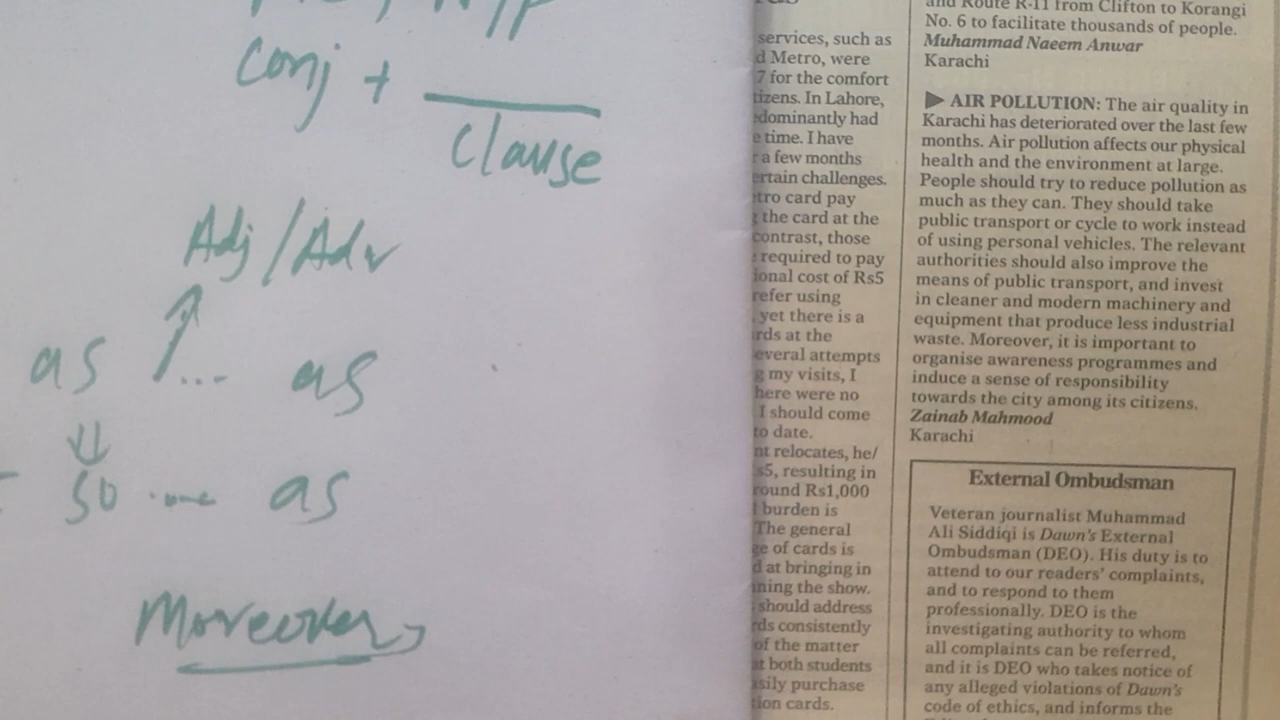 conj +
clause
Adj/Adv
as ... as
so ... as
Moreover,
services, such as
d Metro, were
7 for the comfort
tizens. In Lahore,
dominantly had
e time. I have
r a few months
ertain challenges.
tro card pay
the card at the
contrast, those
required to pay
ional cost of Rs5
refer using
yet there is a
rds at the
everal attempts
g my visits, I
here were no
I should come
to date.
nt relocates, he/
s5, resulting in
round Rs1,000
burden is
The general
ge of cards is
d at bringing in
ning the show.
should address
rds consistently
of the matter
at both students
asily purchase
tion cards.
and Route R-11 from Clifton to Korangi
No. 6 to facilitate thousands of people.
Muhammad Naeem Anwar
Karachi
▶ AIR POLLUTION: The air quality in
Karachi has deteriorated over the last few
months. Air pollution affects our physical
health and the environment at large.
People should try to reduce pollution as
much as they can. They should take
public transport or cycle to work instead
of using personal vehicles. The relevant
authorities should also improve the
means of public transport, and invest
in cleaner and modern machinery and
equipment that produce less industrial
waste. Moreover, it is important to
organise awareness programmes and
induce a sense of responsibility
towards the city among its citizens.
Zainab Mahmood
Karachi
External Ombudsman
Veteran journalist Muhammad
Ali Siddiqi is Dawn's External
Ombudsman (DEO). His duty is to
attend to our readers' complaints,
and to respond to them
professionally. DEO is the
investigating authority to whom
all complaints can be referred,
and it is DEO who takes notice of
any alleged violations of Dawn's
code of ethics, and informs the